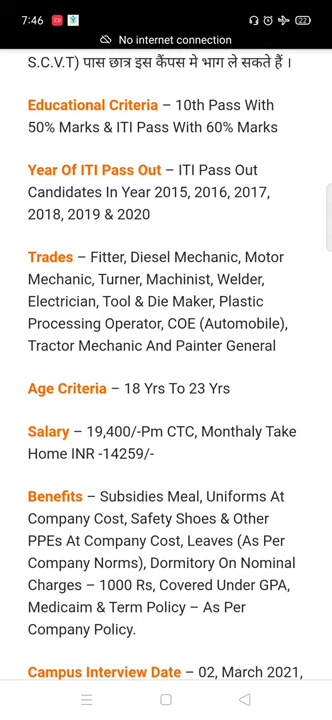 7:46
22
No internet connection
S.C.V.T) पास छात्र इस कैंपस मे भाग ले सकते हैं ।
Educational Criteria – 10th Pass With
50% Marks & ITI Pass With 60% Marks
Year Of ITI Pass Out – ITI Pass Out
Candidates In Year 2015, 2016, 2017,
2018, 2019 & 2020
Trades – Fitter, Diesel Mechanic, Motor
Mechanic, Turner, Machinist, Welder,
Electrician, Tool & Die Maker, Plastic
Processing Operator, COE (Automobile),
Tractor Mechanic And Painter General
Age Criteria – 18 Yrs To 23 Yrs
Salary – 19,400/-Pm CTC, Monthaly Take
Home INR -14259/-
Benefits – Subsidies Meal, Uniforms At
Company Cost, Safety Shoes & Other
PPEs At Company Cost, Leaves (As Per
Company Norms), Dormitory On Nominal
Charges – 1000 Rs, Covered Under GPA,
Medicaim & Term Policy – As Per
Company Policy.
Campus Interview Date – 02, March 2021,